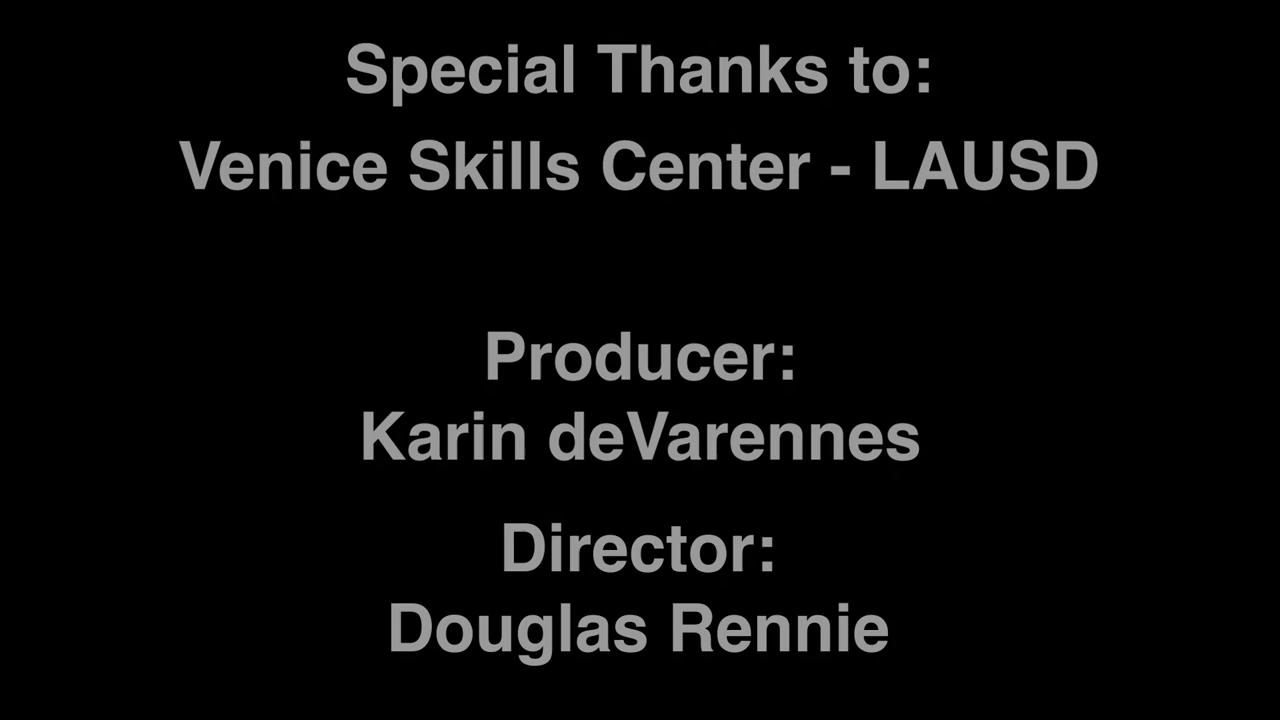 Special Thanks to:
Venice Skills Center - LAUSD
Producer:
Karin deVarennes
Director:
Douglas Rennie